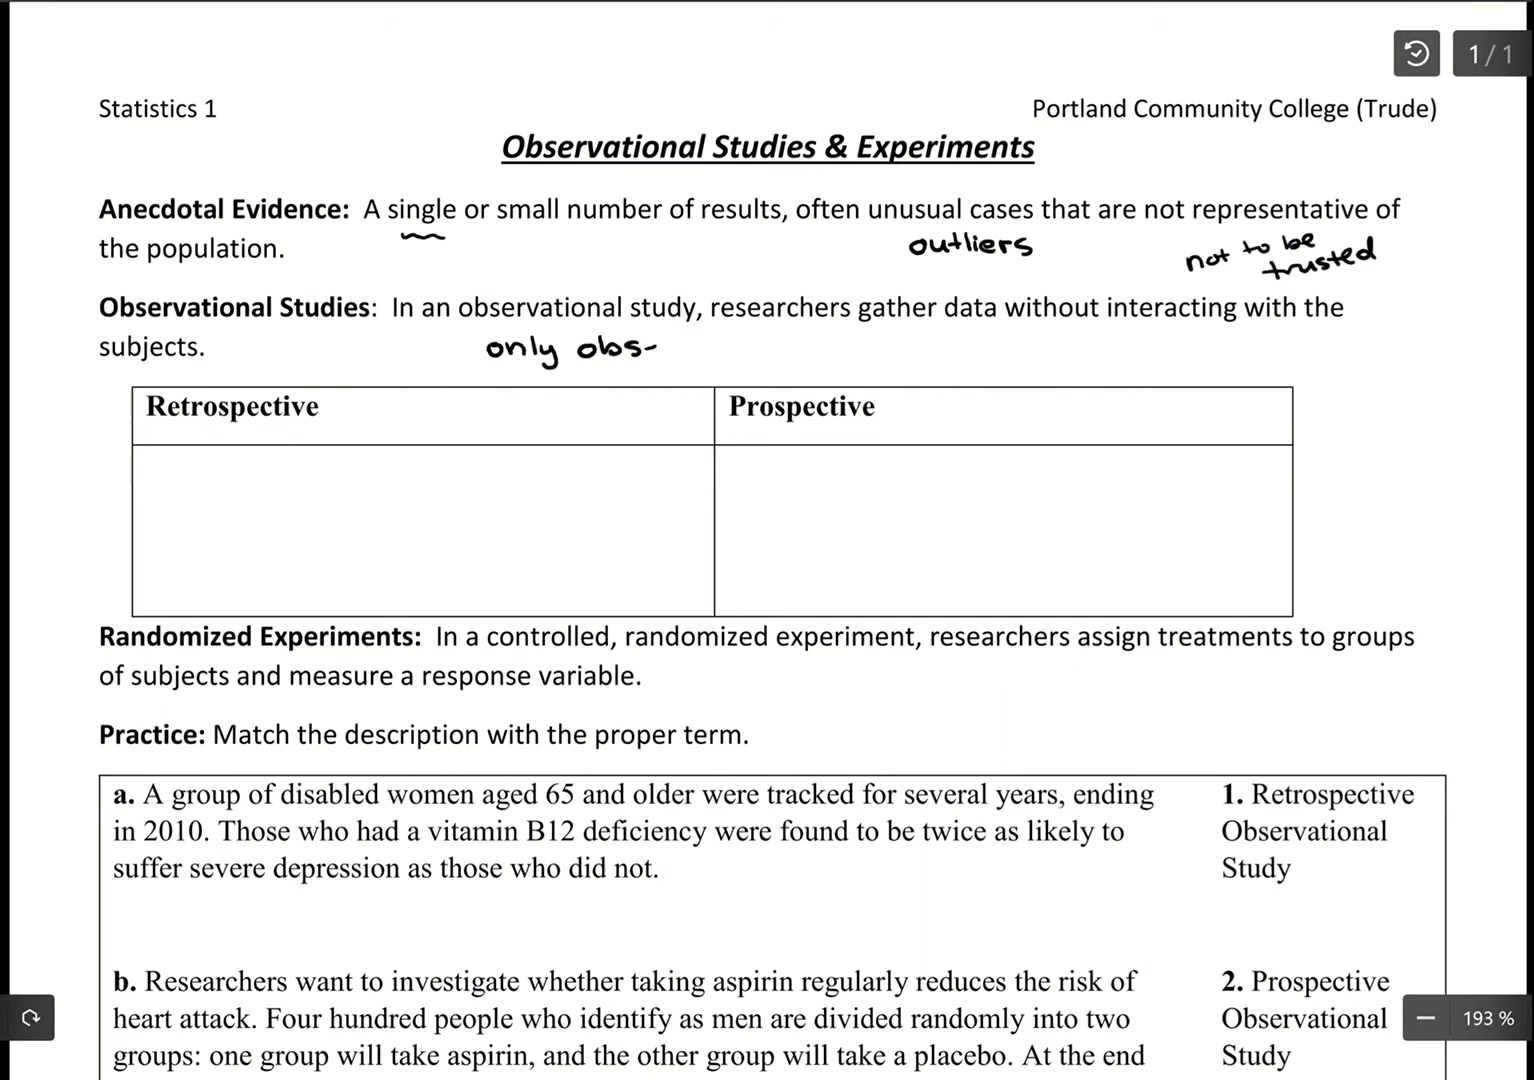 1 / 1
Statistics 1
Portland Community College (Trude)
Observational Studies & Experiments
Anecdotal Evidence: A single or small number of results, often unusual cases that are not representative of
the population.
outliers
not to be
trusted
Observational Studies: In an observational study, researchers gather data without interacting with the
subjects.
only obs-
Retrospective
Prospective
Randomized Experiments: In a controlled, randomized experiment, researchers assign treatments to groups
of subjects and measure a response variable.
Practice: Match the description with the proper term.
a. A group of disabled women aged 65 and older were tracked for several years, ending
in 2010. Those who had a vitamin B12 deficiency were found to be twice as likely to
suffer severe depression as those who did not.
1. Retrospective
Observational
Study
b. Researchers want to investigate whether taking aspirin regularly reduces the risk of
heart attack. Four hundred people who identify as men are divided randomly into two
groups: one group will take aspirin, and the other group will take a placebo. At the end
2. Prospective
Observational
Study
193 %